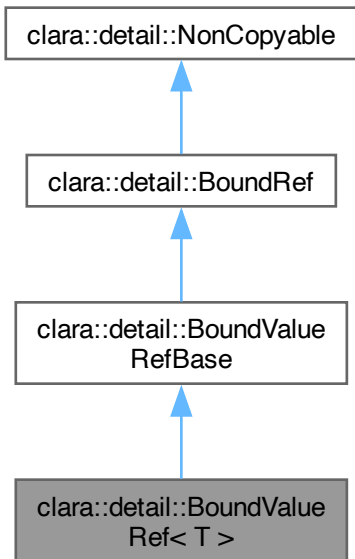 clara::detail::NonCopyable
clara::detail::BoundRef
clara::detail::BoundValue
RefBase
clara::detail::BoundValue
Ref< T >